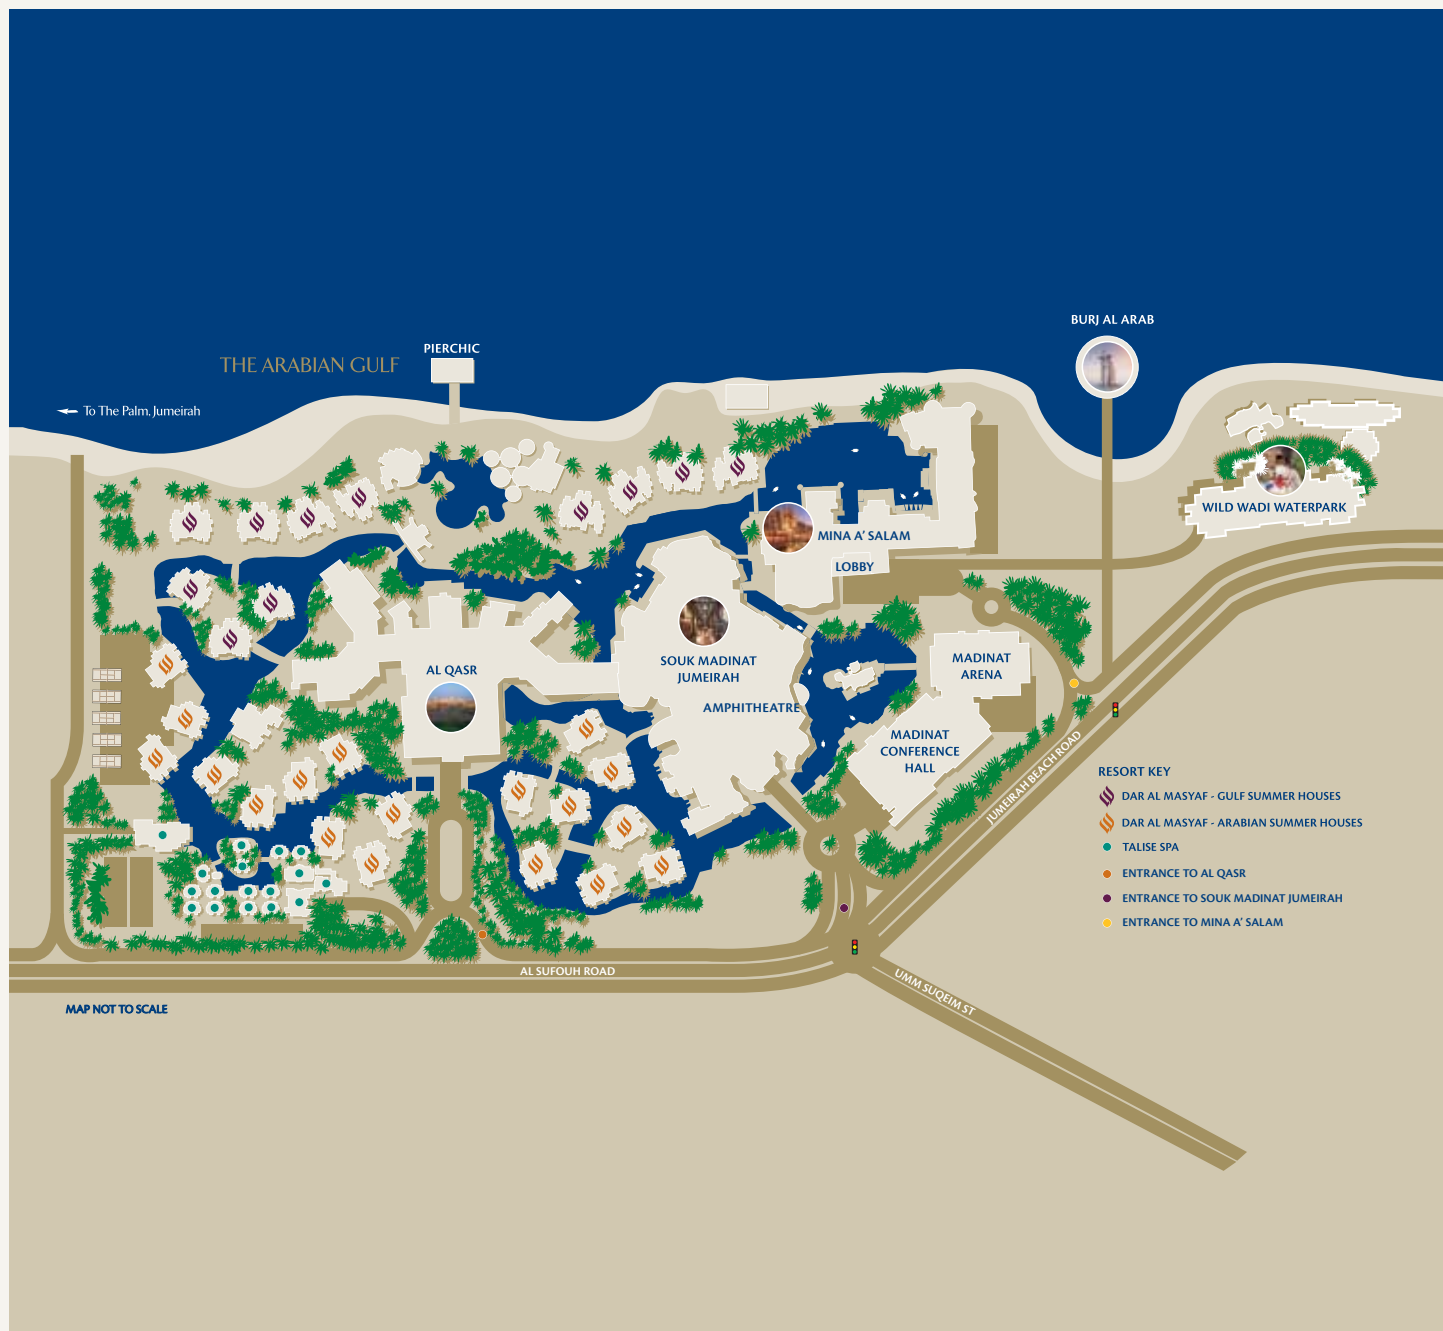 BURJ AL ARAB
PIERCHIC
THE ARABIAN GULF
To The Palm, Jumeirah
WILD WADI WATERPARK
MINA A' SALAM
LOBBY
SOUK MADINAT
JUMEIRAH
AL QASR
MADINAT
ARENA
AMPHITHEATRE
MADINAT
CONFERENCE
HALL
JUMEIRAH BEACH ROAD
RESORT KEY
DAR AL MASYAF - GULF SUMMER HOUSES
DAR AL MASYAF - ARABIAN SUMMER HOUSES
TALISE SPA
ENTRANCE TO AL QASR
ENTRANCE TO SOUK MADINAT JUMEIRAH
ENTRANCE TO MINA A' SALAM
AL SUFOUH ROAD
UMM SUQEIM ST
MAP NOT TO SCALE